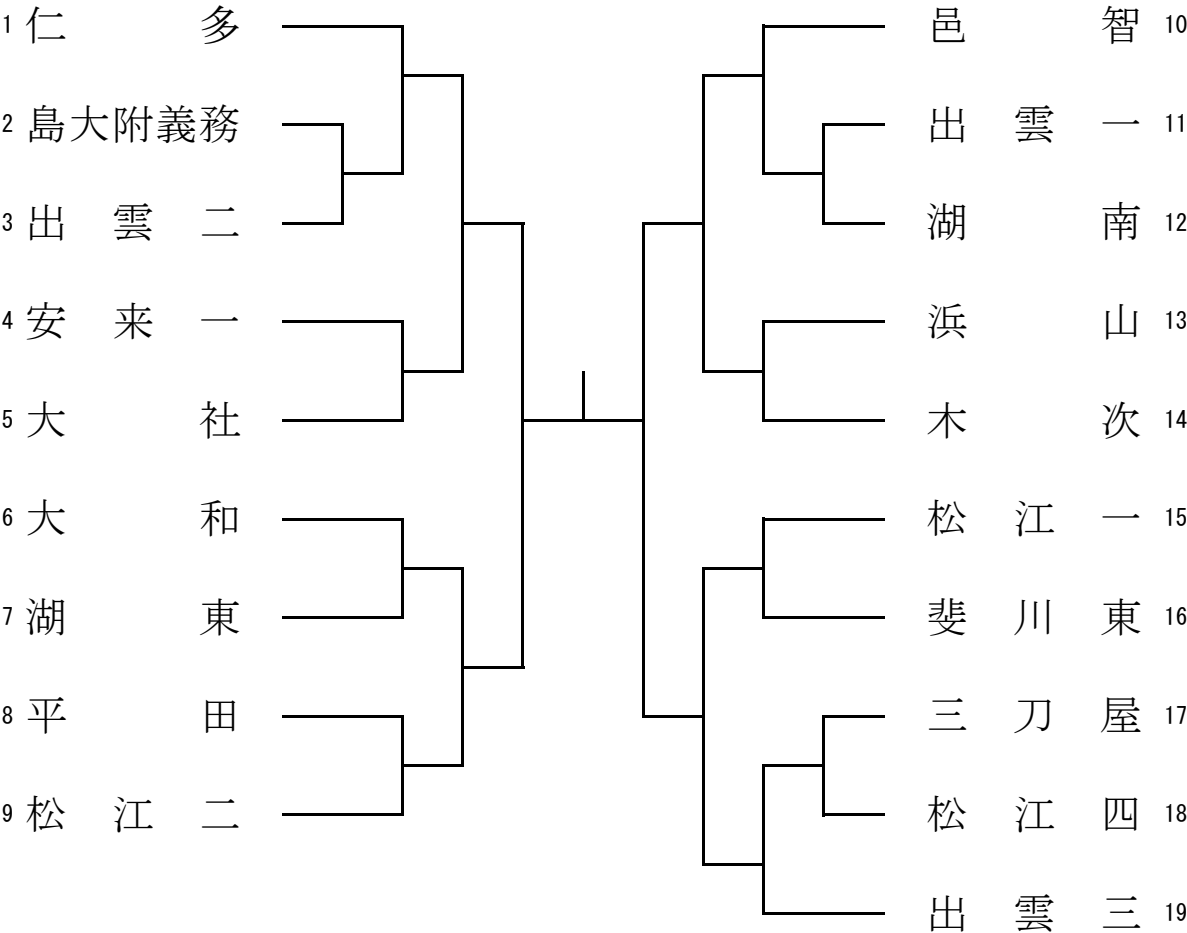 1 仁多
2 島大附義務
3 出雲二
4 安来一
5 大社
6 大和
7 湖東
8 平田
9 松江二
邑智 10
出雲一 11
湖南 12
浜山 13
木次 14
松江一 15
斐川東 16
三刀屋 17
松江四 18
出雲三 19